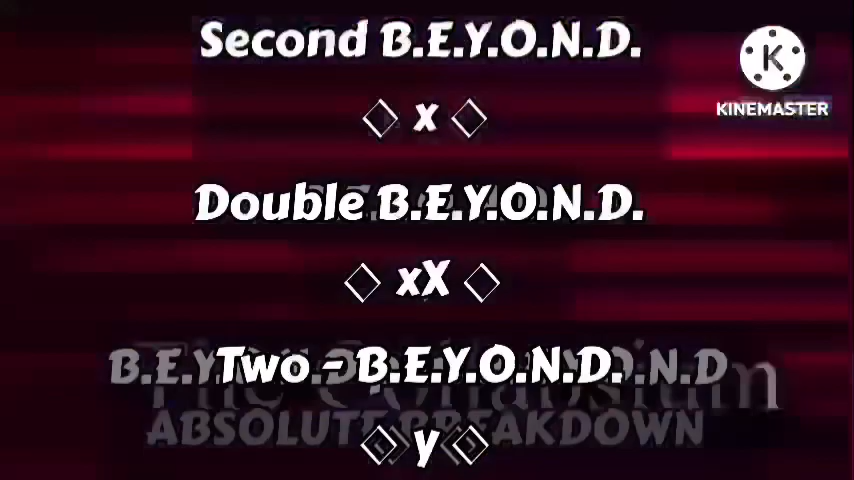 Second B.E.Y.O.N.D.
◇ x ◇
KINEMASTER
Double B.E.Y.O.N.D.
◇ xX ◇
Two - B.E.Y.O.N.D.
ABSOLUTE BREAKDOWN
◇ y ◇